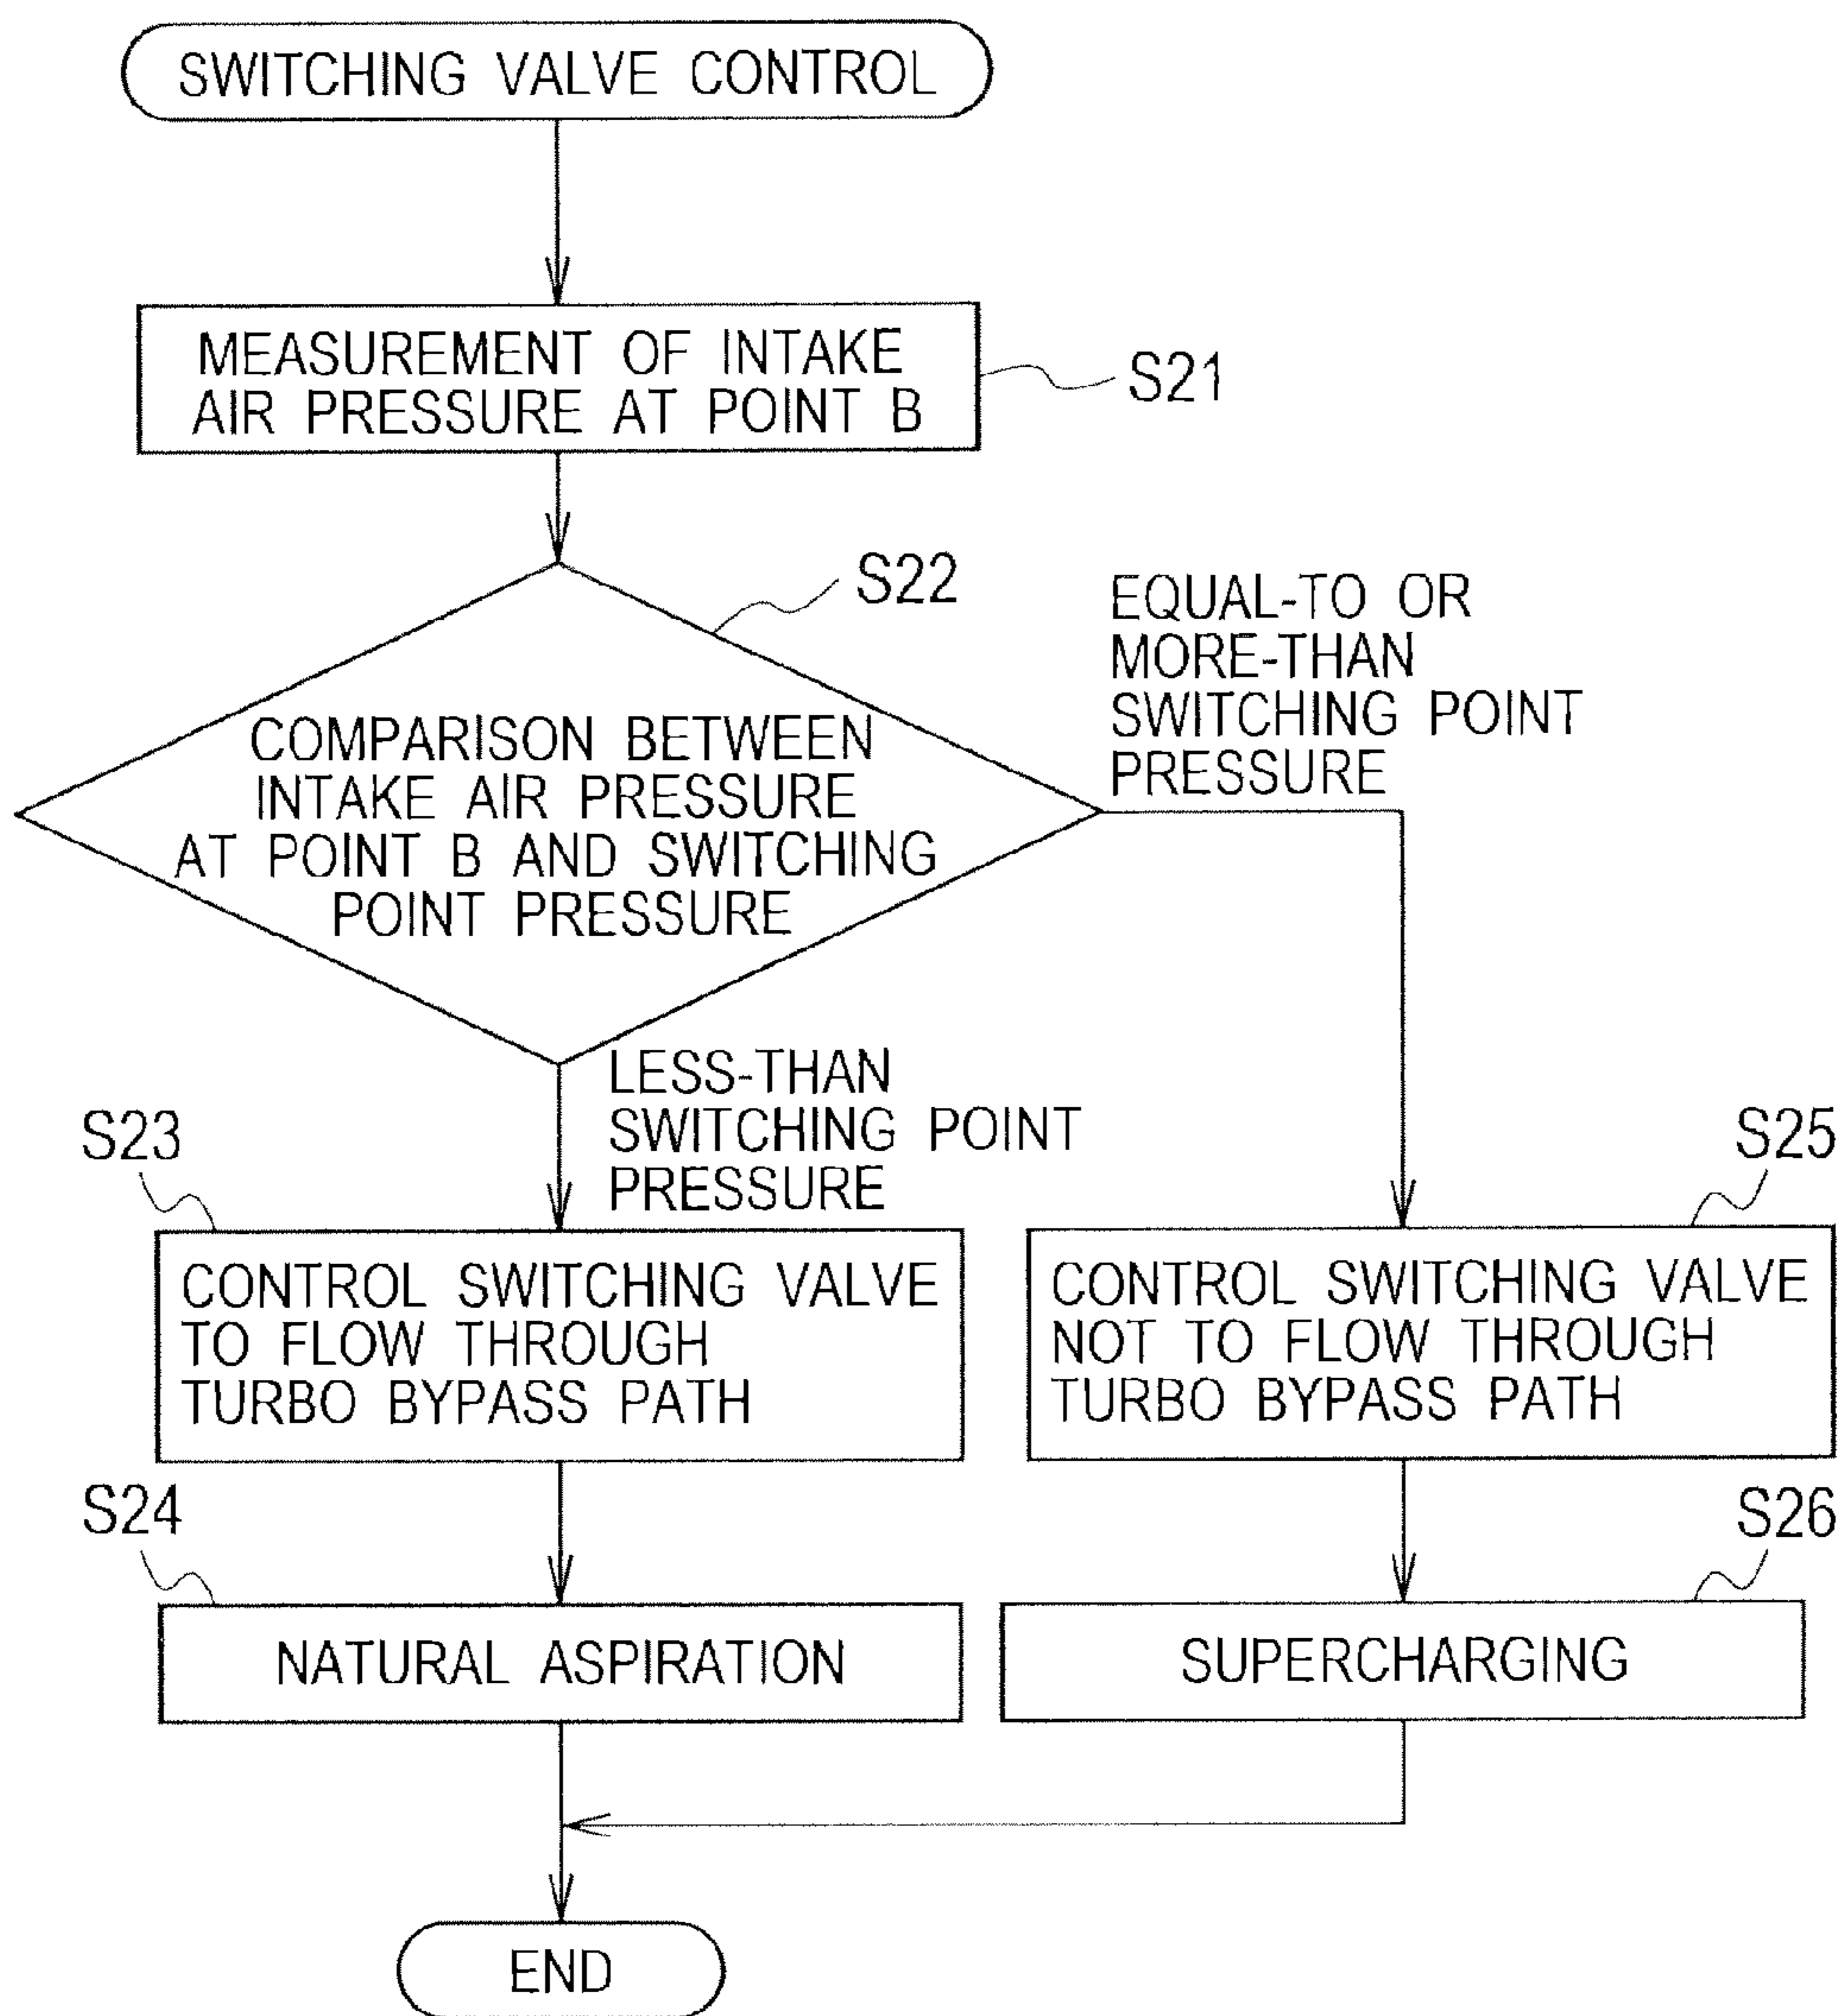 SWITCHING VALVE CONTROL
MEASUREMENT OF INTAKE
AIR PRESSURE AT POINT B
S21
S22
COMPARISON BETWEEN
INTAKE AIR PRESSURE
AT POINT B AND SWITCHING
POINT PRESSURE
EQUAL-TO OR
MORE-THAN
SWITCHING POINT
PRESSURE
LESS-THAN
SWITCHING POINT
PRESSURE
S23
CONTROL SWITCHING VALVE
TO FLOW THROUGH
TURBO BYPASS PATH
S25
CONTROL SWITCHING VALVE
NOT TO FLOW THROUGH
TURBO BYPASS PATH
S24
NATURAL ASPIRATION
S26
SUPERCHARGING
END